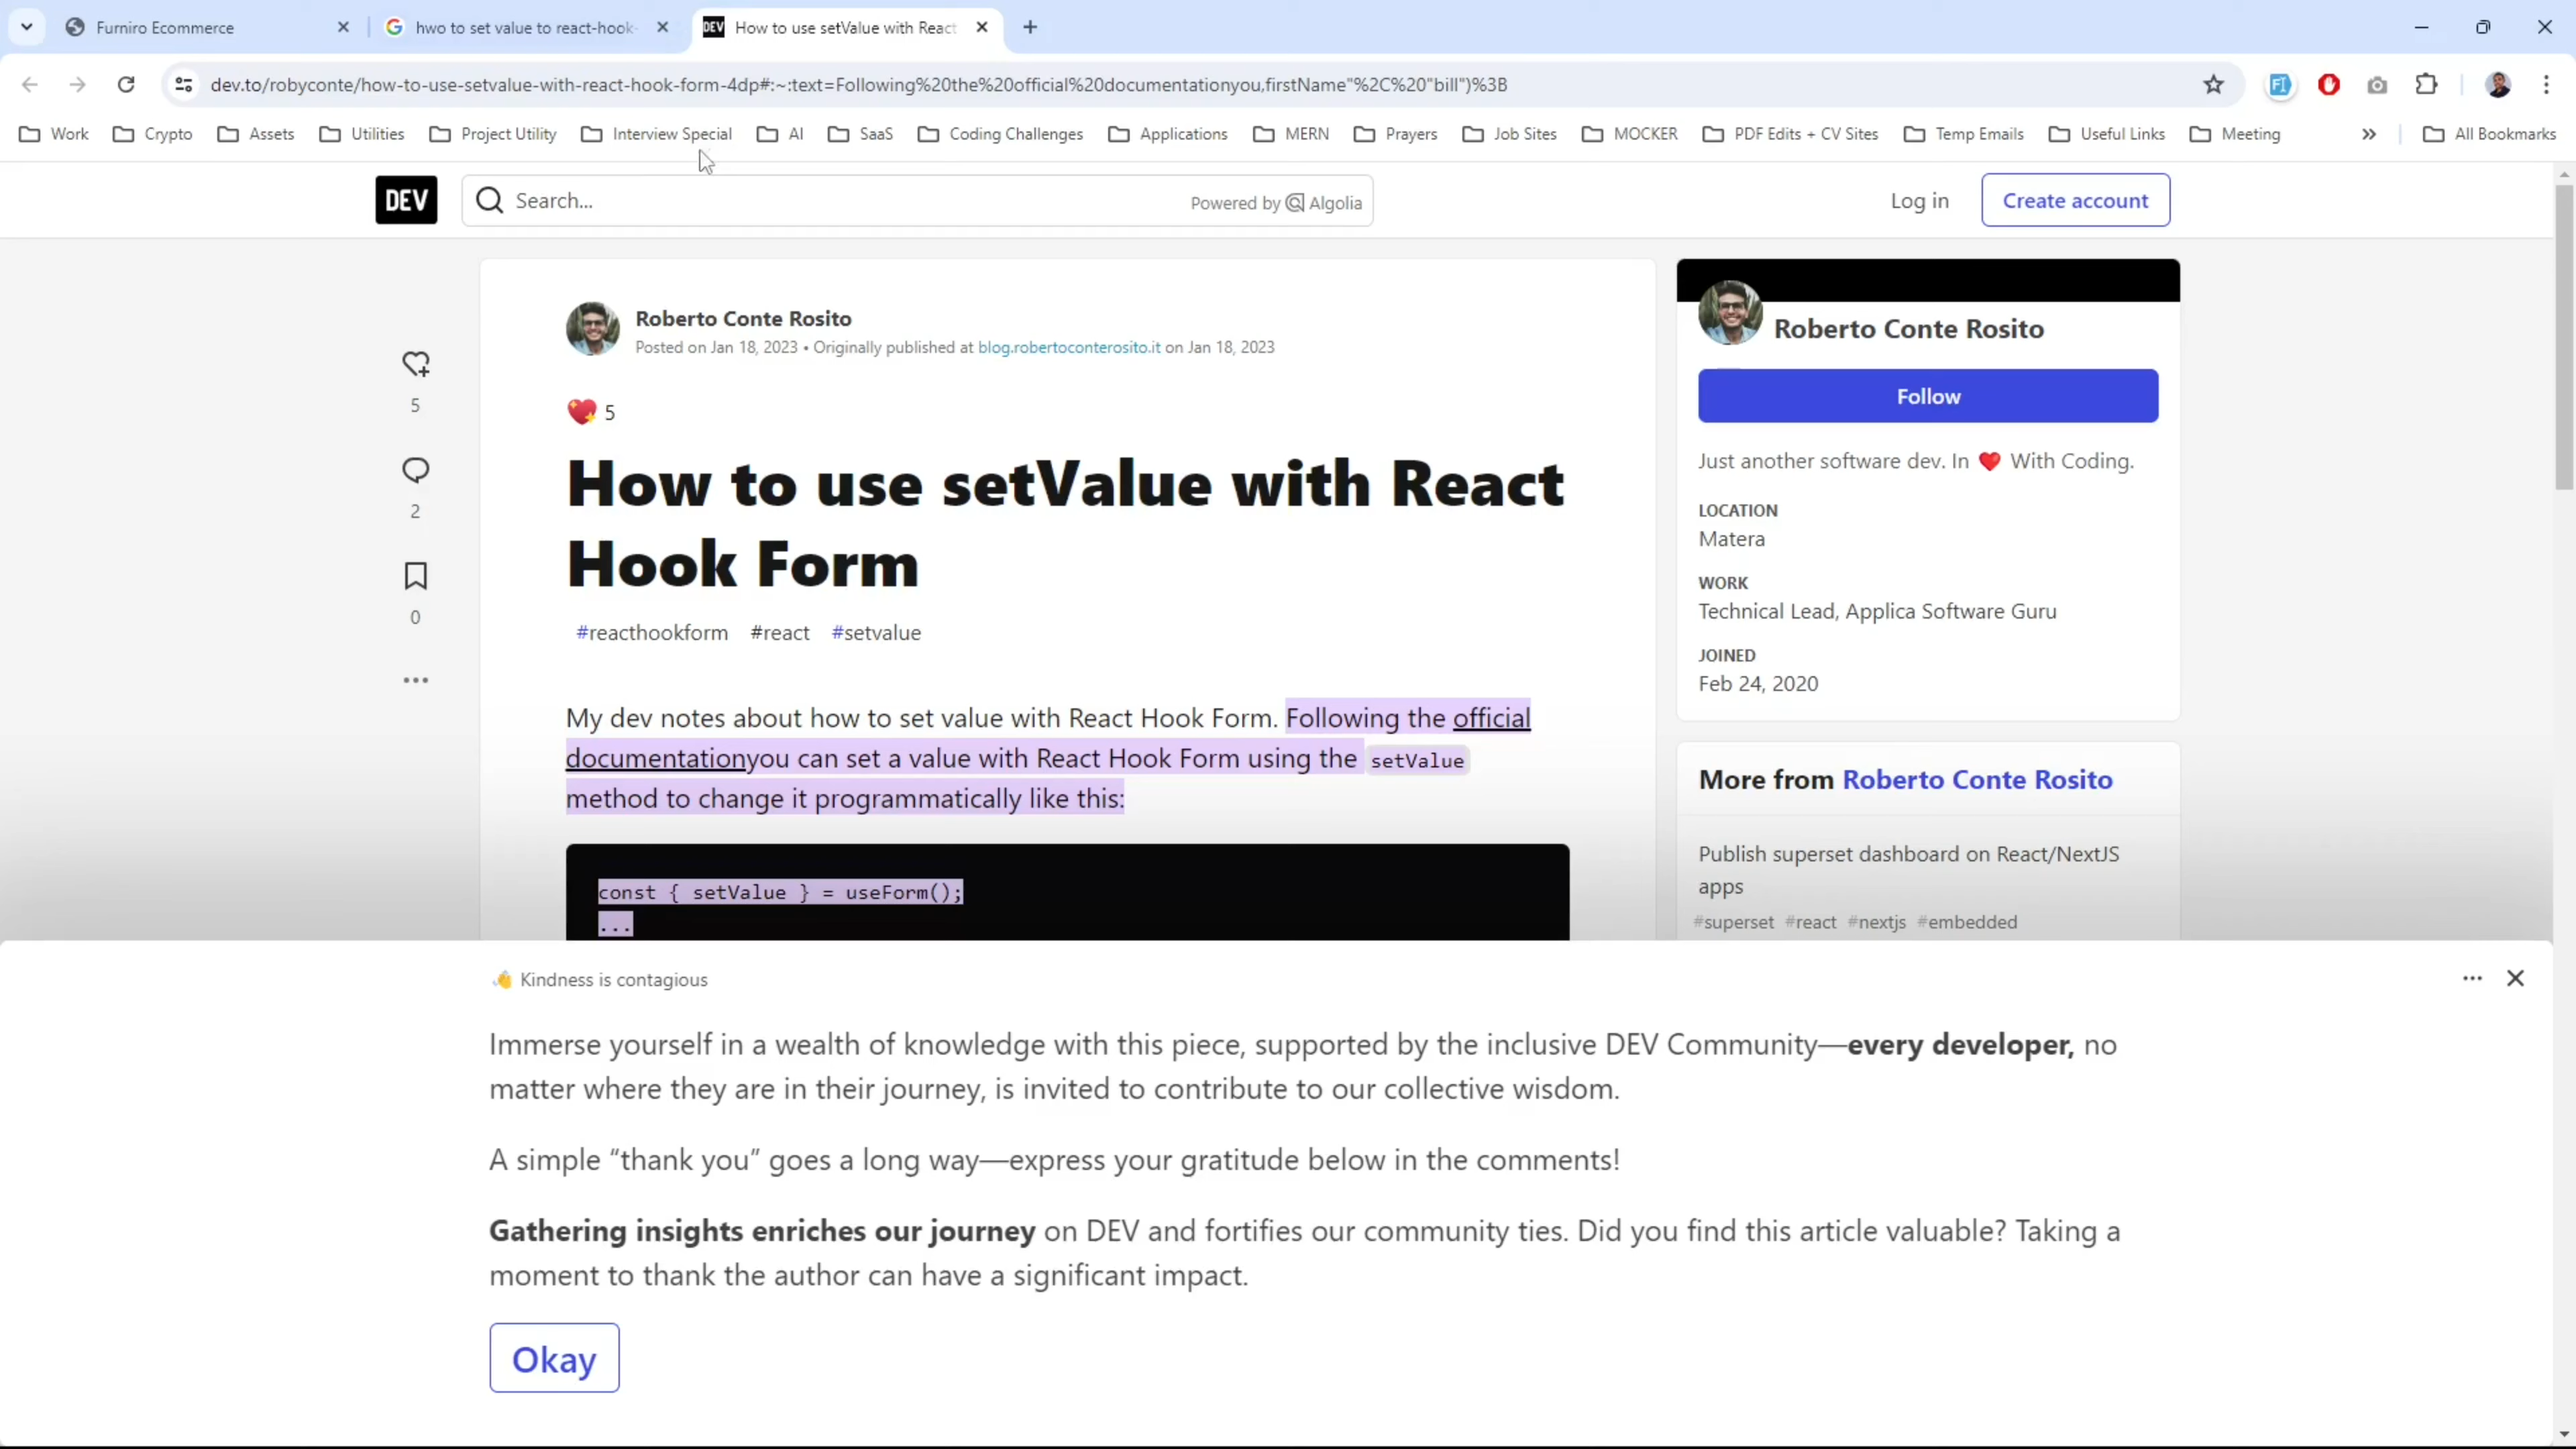 Furniro Ecommerce
hwo to set value to react-hook-
DEV How to use setValue with React
dev.to/robyconte/how-to-use-setvalue-with-react-hook-form-4dp#:~:text=Following%20the%20official%20documentationyou,firstName"%2C%20"bill")%3B
Work Crypto Assets Utilities Project Utility Interview Special AI SaaS Coding Challenges Applications MERN Prayers Job Sites MOCKER PDF Edits + CV Sites Temp Emails Useful Links Meeting » All Bookmarks
DEV Search... Powered by Algolia Log in Create account
Roberto Conte Rosito
Posted on Jan 18, 2023 • Originally published at blog.robertoconterosito.it on Jan 18, 2023
5
2
0
5
How to use setValue with React
Hook Form
#reacthookform #react #setvalue
My dev notes about how to set value with React Hook Form. Following the official
documentationyou can set a value with React Hook Form using the setValue
method to change it programmatically like this:
const { setValue } = useForm();
...
Roberto Conte Rosito
Follow
Just another software dev. In ❤️ With Coding.
LOCATION
Matera
WORK
Technical Lead, Applica Software Guru
JOINED
Feb 24, 2020
More from Roberto Conte Rosito
Publish superset dashboard on React/NextJS
apps
#superset #react #nextjs #embedded
👋 Kindness is contagious
Immerse yourself in a wealth of knowledge with this piece, supported by the inclusive DEV Community—every developer, no
matter where they are in their journey, is invited to contribute to our collective wisdom.
A simple “thank you” goes a long way—express your gratitude below in the comments!
Gathering insights enriches our journey on DEV and fortifies our community ties. Did you find this article valuable? Taking a
moment to thank the author can have a significant impact.
Okay